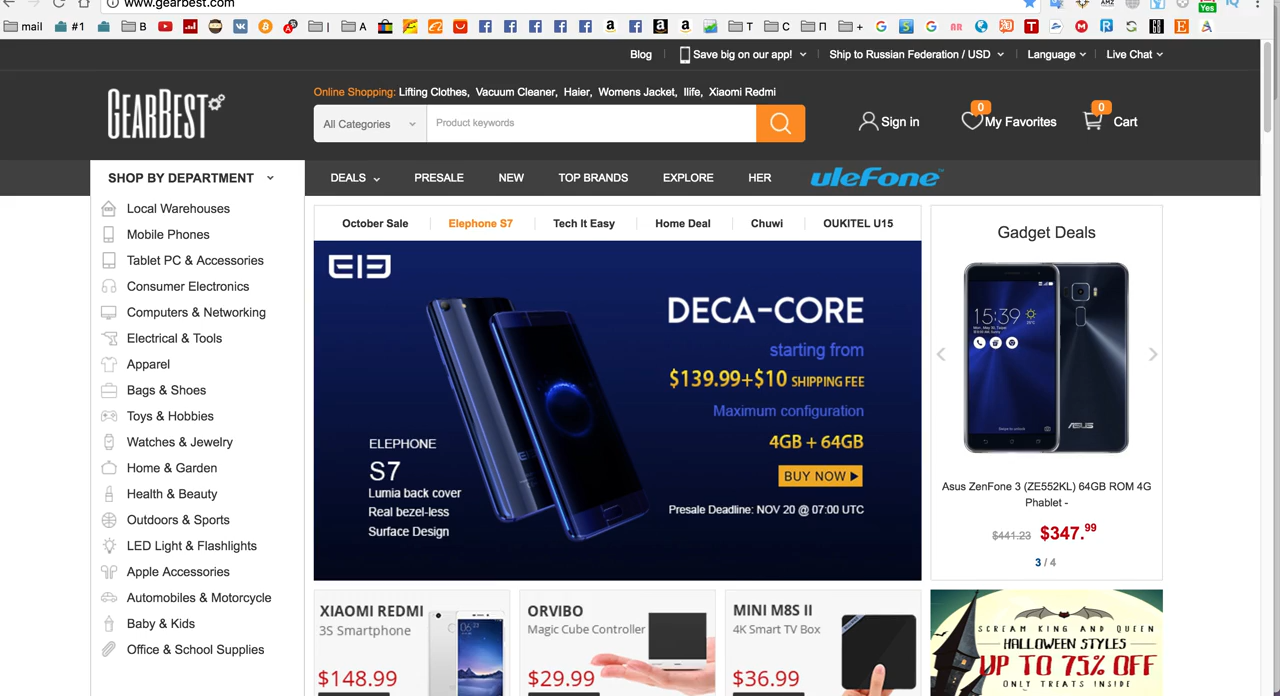 www.gearbest.com
mail
#1
B
A
T
C
П
+
Yes
Blog
Save big on our app!
Ship to Russian Federation / USD
Language
Live Chat
GEARBEST
Online Shopping: Lifting Clothes, Vacuum Cleaner, Haier, Womens Jacket, Ilife, Xiaomi Redmi
All Categories
Product keywords
Sign in
0
My Favorites
0
Cart
SHOP BY DEPARTMENT
DEALS
PRESALE
NEW
TOP BRANDS
EXPLORE
HER
uleFone
Local Warehouses
Mobile Phones
Tablet PC & Accessories
Consumer Electronics
Computers & Networking
Electrical & Tools
Apparel
Bags & Shoes
Toys & Hobbies
Watches & Jewelry
Home & Garden
Health & Beauty
Outdoors & Sports
LED Light & Flashlights
Apple Accessories
Automobiles & Motorcycle
Baby & Kids
Office & School Supplies
October Sale
Elephone S7
Tech It Easy
Home Deal
Chuwi
OUKITEL U15
DECA-CORE
starting from
$139.99+$10 SHIPPING FEE
Maximum configuration
4GB + 64GB
BUY NOW
Presale Deadline: NOV 20 @ 07:00 UTC
ELEPHONE
S7
Lumia back cover
Real bezel-less
Surface Design
Gadget Deals
15:39
ASUS
Asus ZenFone 3 (ZE552KL) 64GB ROM 4G
Phablet -
$441.23 $347.99
3 / 4
XIAOMI REDMI
3S Smartphone
$148.99
ORVIBO
Magic Cube Controller
$29.99
MINI M8S II
4K Smart TV Box
$36.99
SCREAM KING AND QUEEN
HALLOWEEN STYLES
UP TO 75% OFF
ONLY TREATS INSIDE